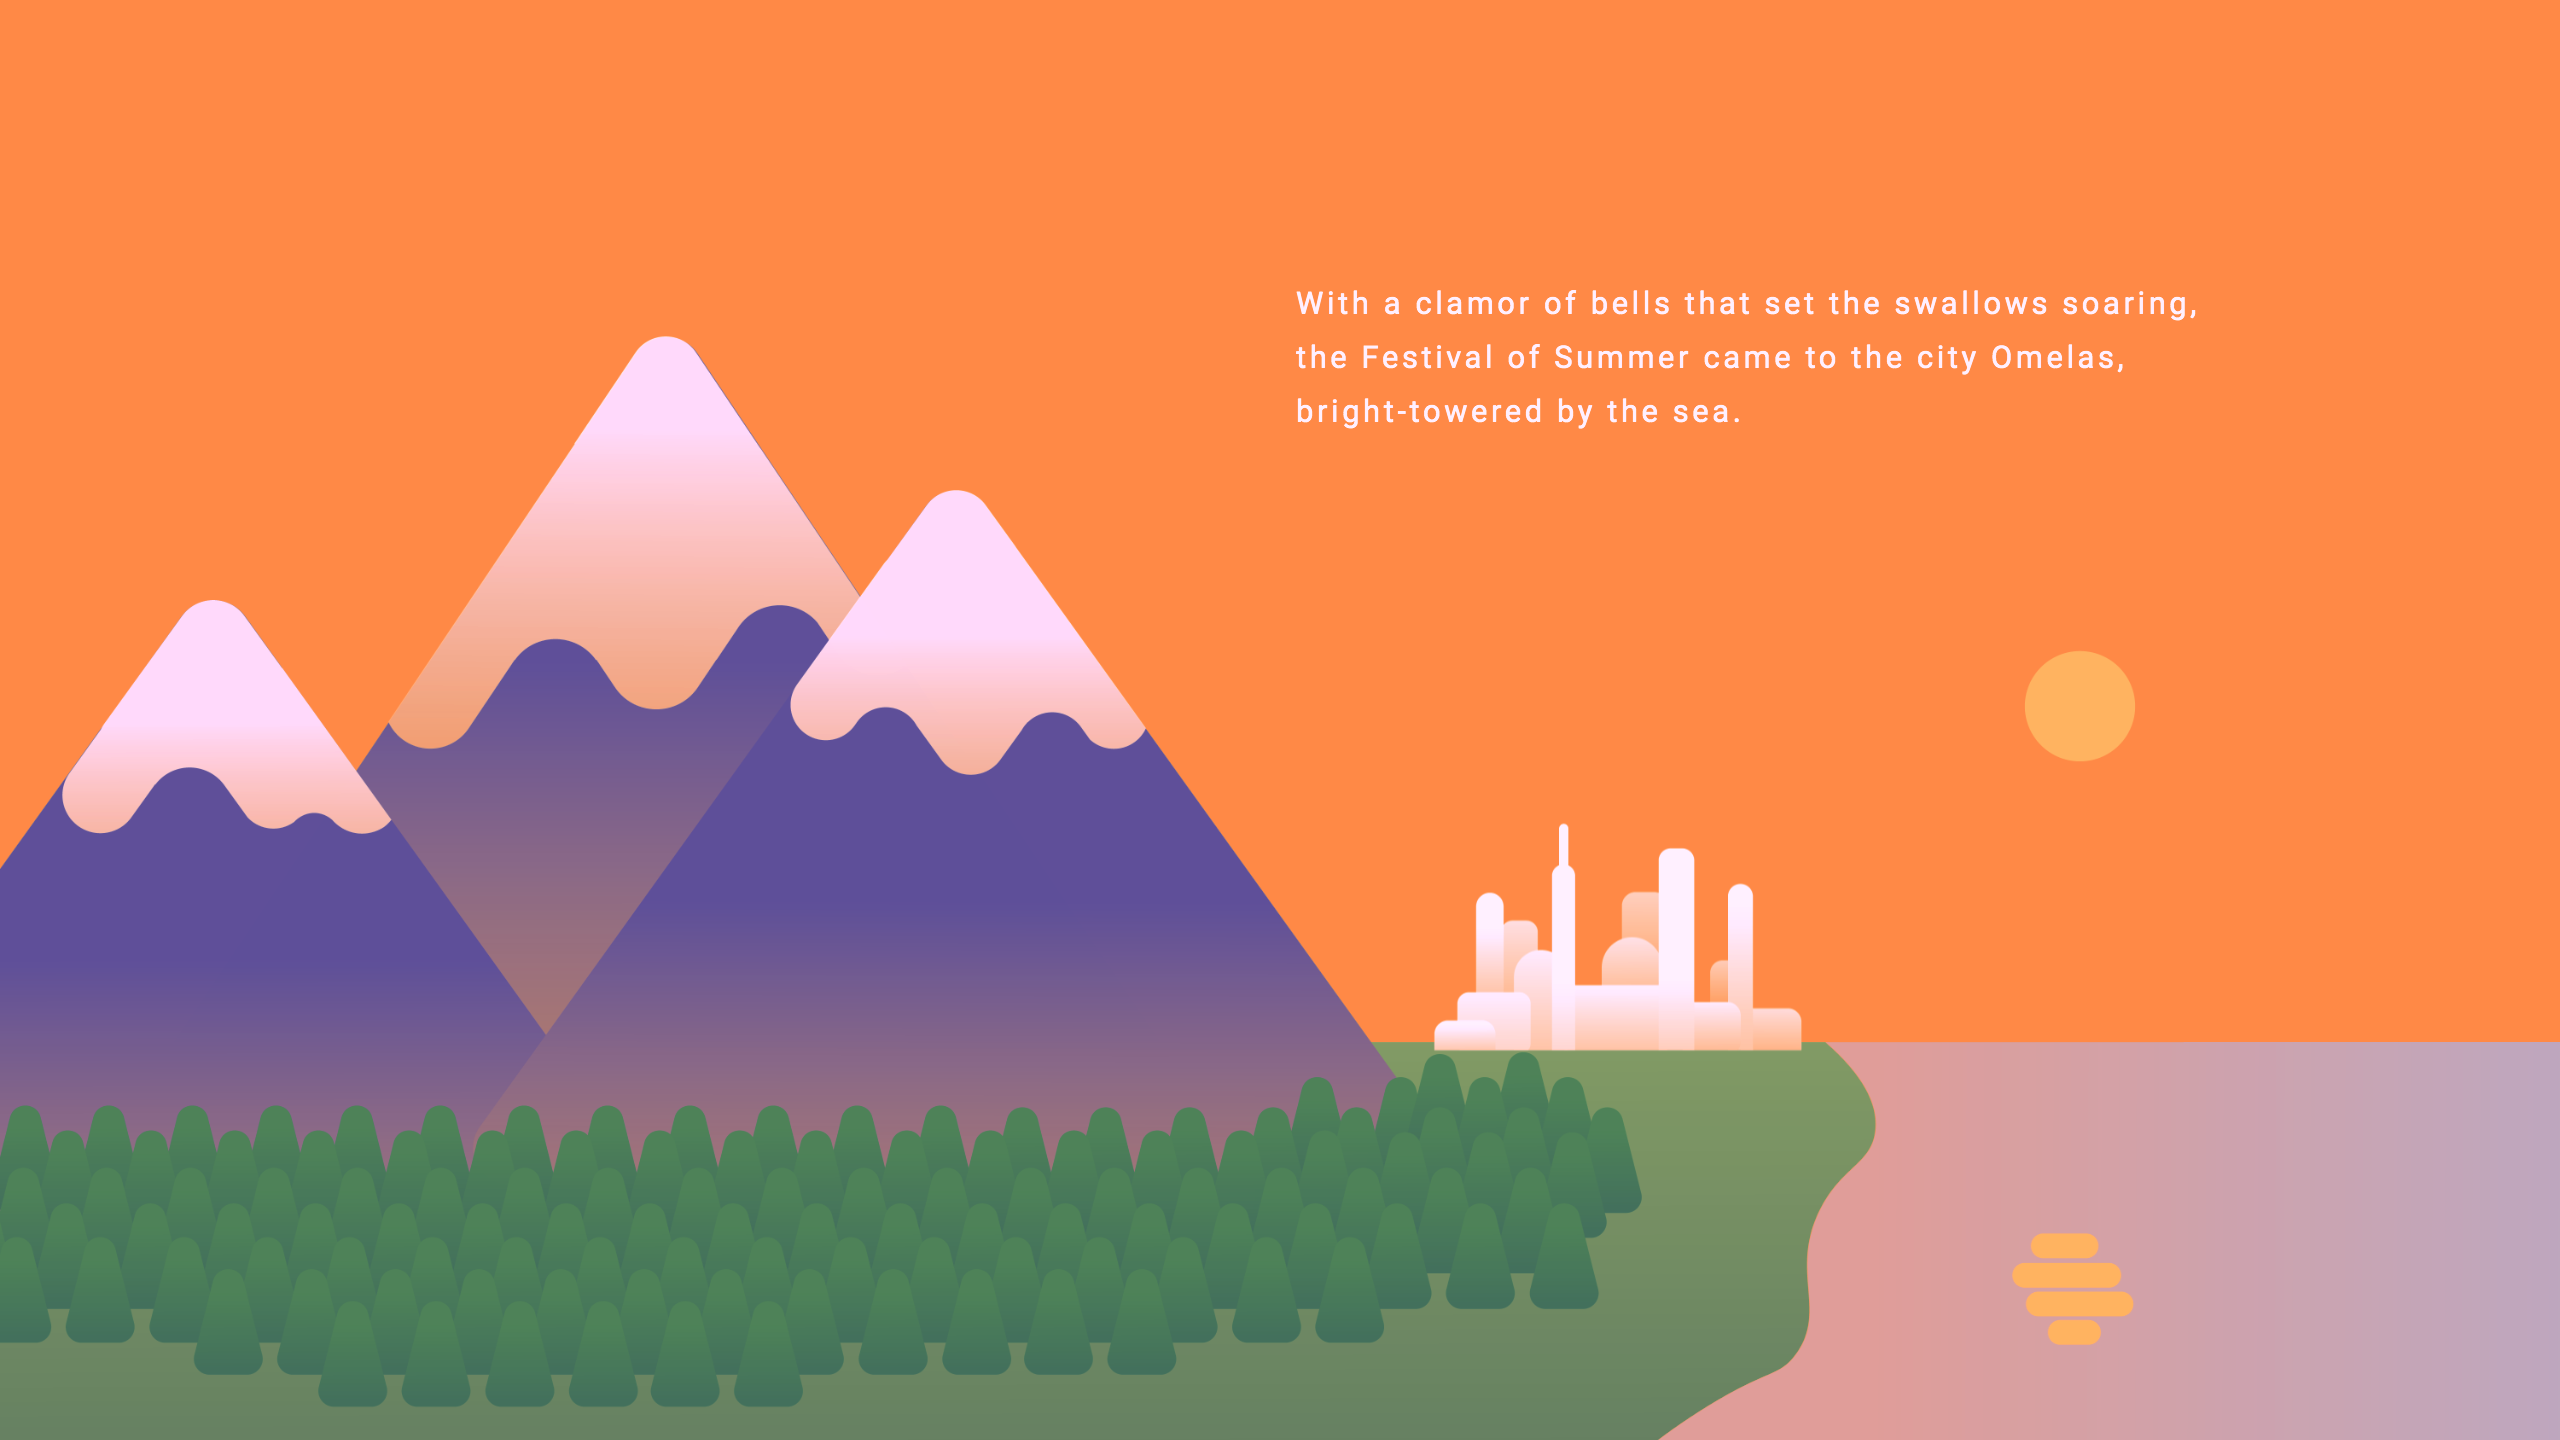 With a clamor of bells that set the swallows soaring,
the Festival of Summer came to the city Omelas,
bright-towered by the sea.